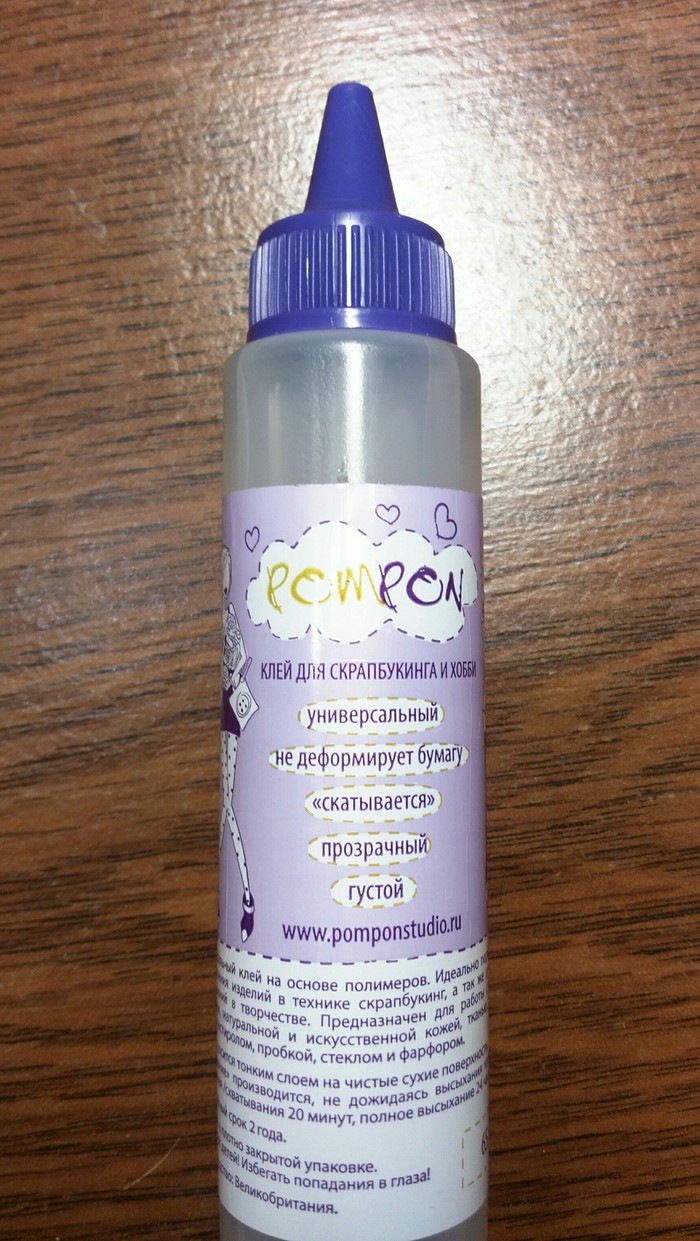 POMPON
КЛЕЙ ДЛЯ СКРАПБУКИНГА И ХОББИ
универсальный
не деформирует бумагу
«скатывается»
прозрачный
густой
www.pomponstudio.ru
клей на основе полимеров. Идеально
изделий в технике скрапбукинг, а так же
в творчестве. Предназначен для работы
натуральной и искусственной кожей,
пробкой, стеклом и фарфором.
тонким слоем на чистые сухие
производится, не дожидаясь высыхания
схватывания 20 минут, полное высыхание 24
срок 2 года.
закрытой упаковке.
детей! Избегать попадания в глаза!
Великобритания.